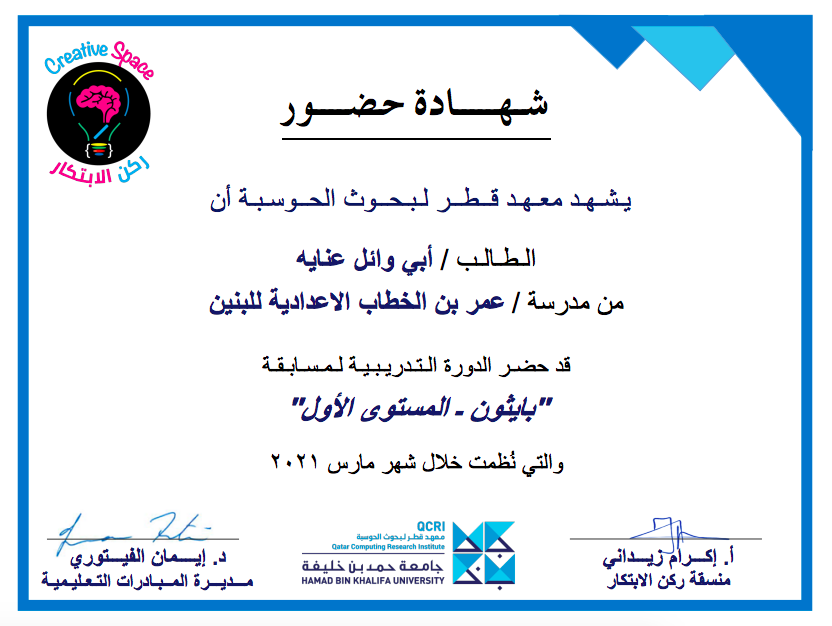 Creative Space
ركن الابتكار
شهادة حضور
يشهد معهد قطر لبحوث الحوسبة أن
الطالب / أبي وائل عنايه
من مدرسة / عمر بن الخطاب الاعدادية للبنين
قد حضر الدورة التدريبية لمسابقة
"بايثون - المستوى الأول"
والتي نُظمت خلال شهر مارس ٢٠٢١
أ. إكرام زيداني
منسقة ركن الابتكار
QCRI
معهد قطر لبحوث الحوسبة
Qatar Computing Research Institute
جامعة حمد بن خليفة
HAMAD BIN KHALIFA UNIVERSITY
د. إيمان الفيتوري
مديرة المبادرات التعليمية